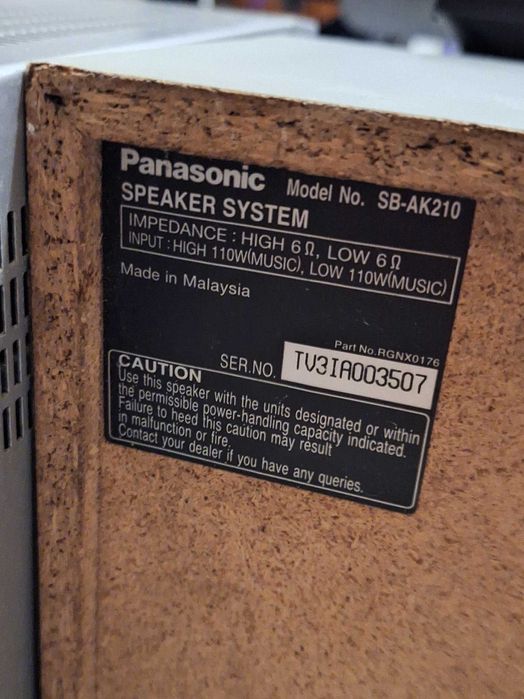 Panasonic Model No. SB-AK210
SPEAKER SYSTEM
IMPEDANCE : HIGH 6Ω, LOW 6Ω
INPUT : HIGH 110W(MUSIC), LOW 110W(MUSIC)
Made in Malaysia
Part No.RGNX0176
SER.NO. TV3IA003507
CAUTION
Use this speaker with the units designated or within
the permissible power-handling capacity indicated.
Failure to heed this caution may result
in malfunction or fire.
Contact your dealer if you have any queries.